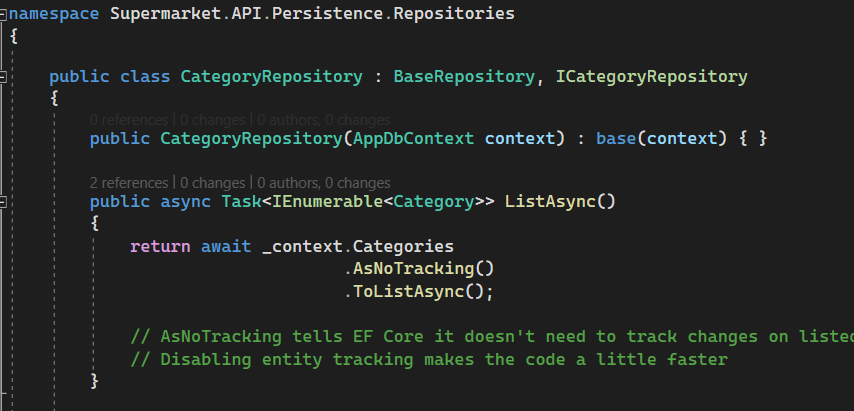 namespace Supermarket.API.Persistence.Repositories
{
public class CategoryRepository : BaseRepository, ICategoryRepository
{
0 references | 0 changes | 0 authors, 0 changes
public CategoryRepository(AppDbContext context) : base(context) { }
2 references | 0 changes | 0 authors, 0 changes
public async Task<IEnumerable<Category>> ListAsync()
{
return await _context.Categories
.AsNoTracking()
.ToListAsync();
// AsNoTracking tells EF Core it doesn't need to track changes on listed
// Disabling entity tracking makes the code a little faster
}